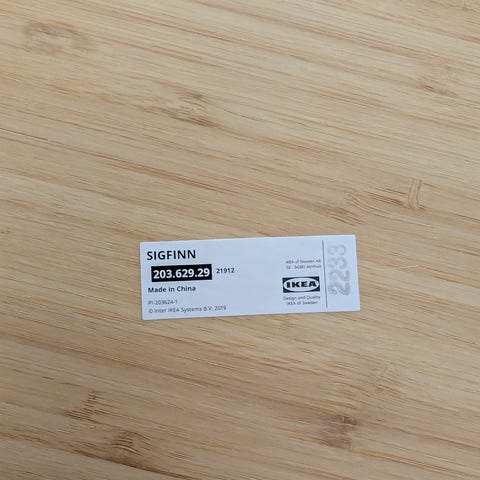 SIGFINN
203.629.29 21912
Made in China
PI-203624-1
© Inter IKEA Systems B.V. 2019
IKEA of Sweden AB
SE - 34381 Älmhult
IKEA
Design and Quality
IKEA of Sweden
2233